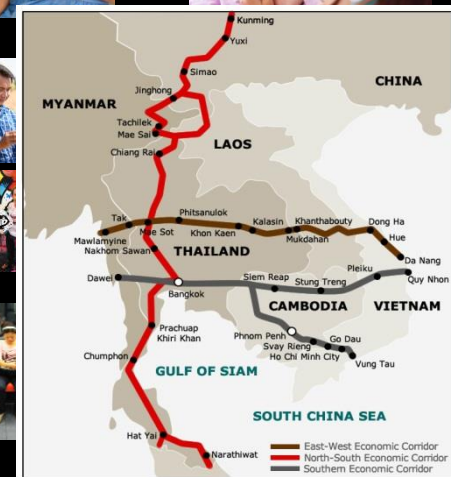 Kunming
Yuxi
Simao
CHINA
Jinghong
MYANMAR
Tachilek
Mae Sai
LAOS
Chiang Rai
Phitsanulok
Tak
Kalasin
Khanthabouty
Dong Ha
Mae Sot
Khon Kaen
Mukdahan
Hue
Mawlamyine
Nakhom Sawan
THAILAND
Da Nang
Pleiku
Dawei
Siem Reap
Stung Treng
Quy Nhon
Bangkok
CAMBODIA
VIETNAM
Phnom Penh
Go Dau
Svay Rieng
Ho Chi Minh City
Vung Tau
Prachuap
Khiri Khan
Chumphon
GULF OF SIAM
SOUTH CHINA SEA
Hat Yai
Narathiwat
East-West Economic Corridor
North-South Economic Corridor
Southern Economic Corridor